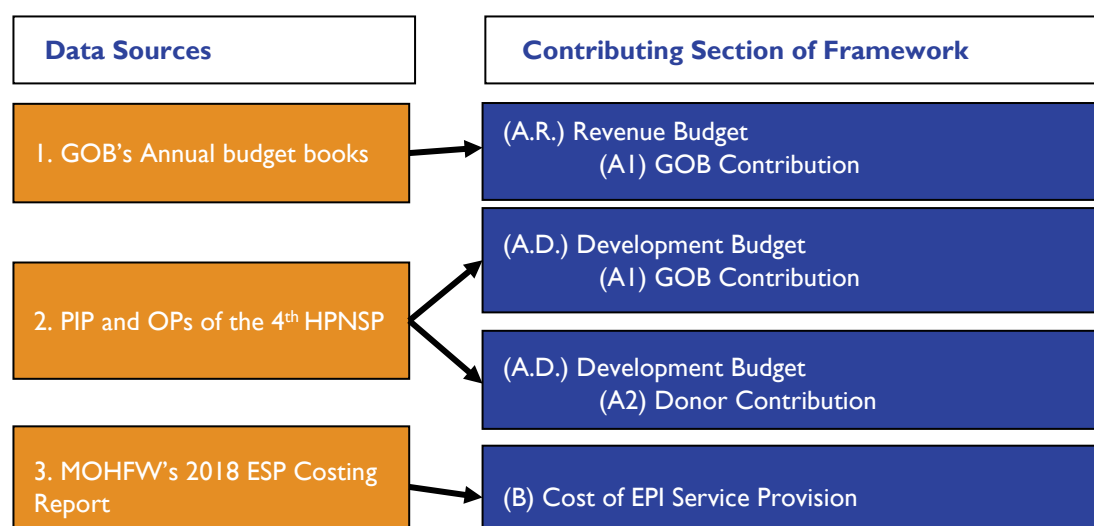 Data Sources
Contributing Section of Framework
1. GOB's Annual budget books
(A.R.) Revenue Budget
(A1) GOB Contribution
2. PIP and OPs of the 4th HPNSP
(A.D.) Development Budget
(A1) GOB Contribution
(A.D.) Development Budget
(A2) Donor Contribution
3. MOHFW's 2018 ESP Costing
Report
(B) Cost of EPI Service Provision